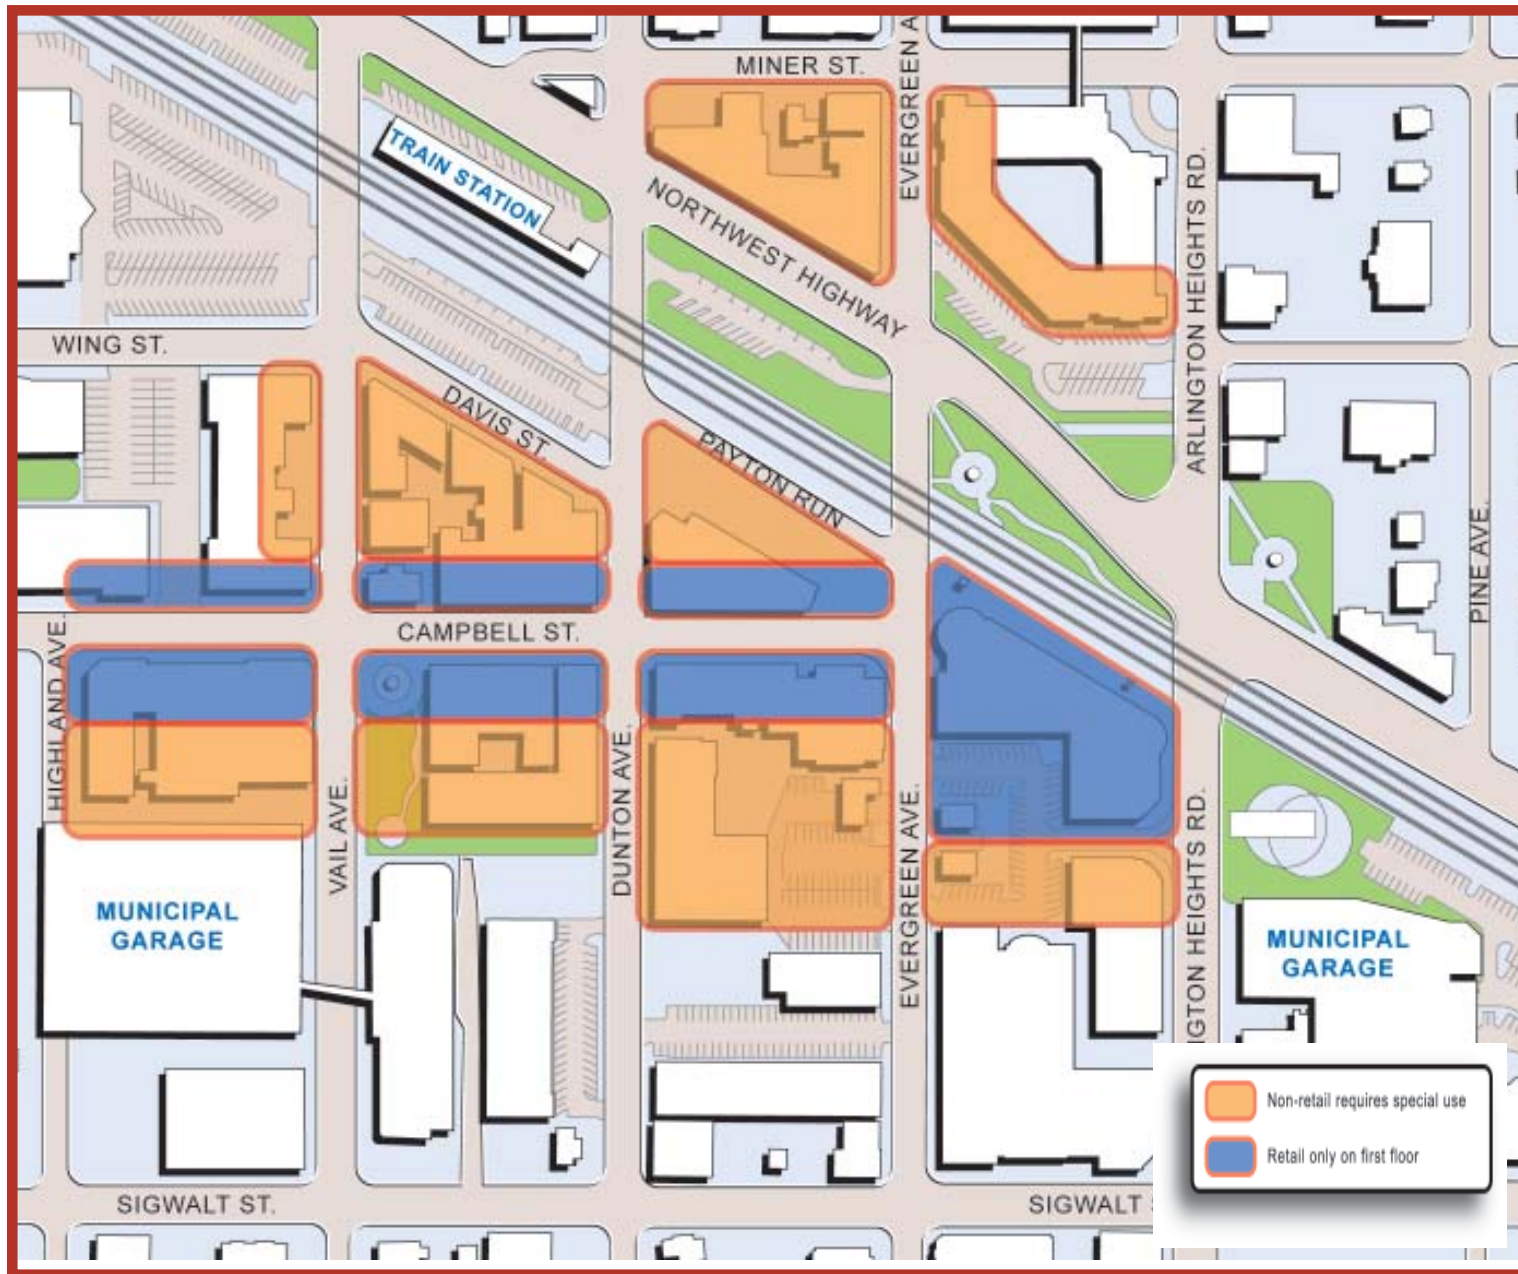 MINER ST.
EVERGREEN A
TRAIN STATION
NORTHWEST HIGHWAY
ARLINGTON HEIGHTS RD.
WING ST.
DAVIS ST.
PAYTON RUN
PINE AVE.
CAMPBELL ST.
HIGHLAND AVE.
VAIL AVE.
DUNTON AVE.
EVERGREEN AVE.
NGTON HEIGHTS RD.
MUNICIPAL
GARAGE
MUNICIPAL
GARAGE
Non-retail requires special use
Retail only on first floor
SIGWALT ST.
SIGWALT S